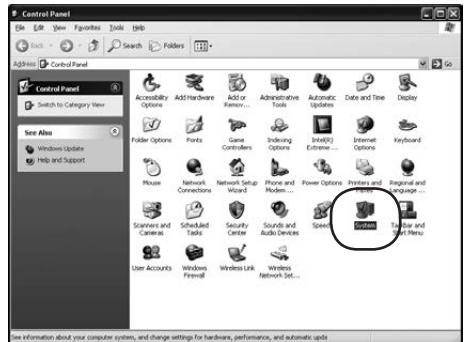 Control Panel
File Edit View Favorites Tools Help
Back Search Folders
Address Control Panel Go
Control Panel
Switch to Category View
See Also
Windows Update
Help and Support
Accessibility Options
Add Hardware
Add or Remov...
Administrative Tools
Automatic Updates
Date and Time
Display
Folder Options
Fonts
Game Controllers
Indexing Options
Intel(R) Extreme ...
Internet Options
Keyboard
Mouse
Network Connections
Network Setup Wizard
Phone and Modem ...
Power Options
Printers and Faxes
Regional and Language ...
Scanners and Cameras
Scheduled Tasks
Security Center
Sounds and Audio Devices
Speech
System
Taskbar and Start Menu
User Accounts
Windows Firewall
Wireless Link
Wireless Network Set...
See information about your computer system, and change settings for hardware, performance, and automatic upda